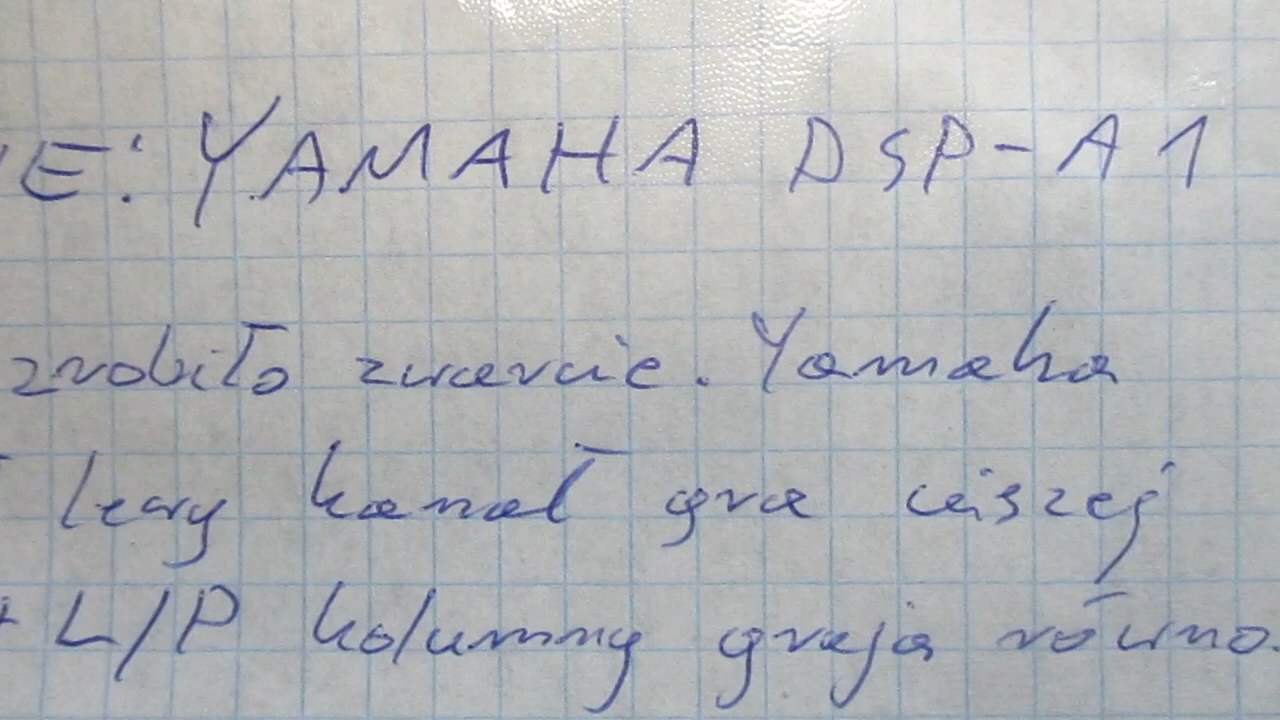 E: YAMAHA DSP-A1
zrobiło zwarcie. Yamaha
lewy kanał gra ciszej
L/P kolumny grają równo.